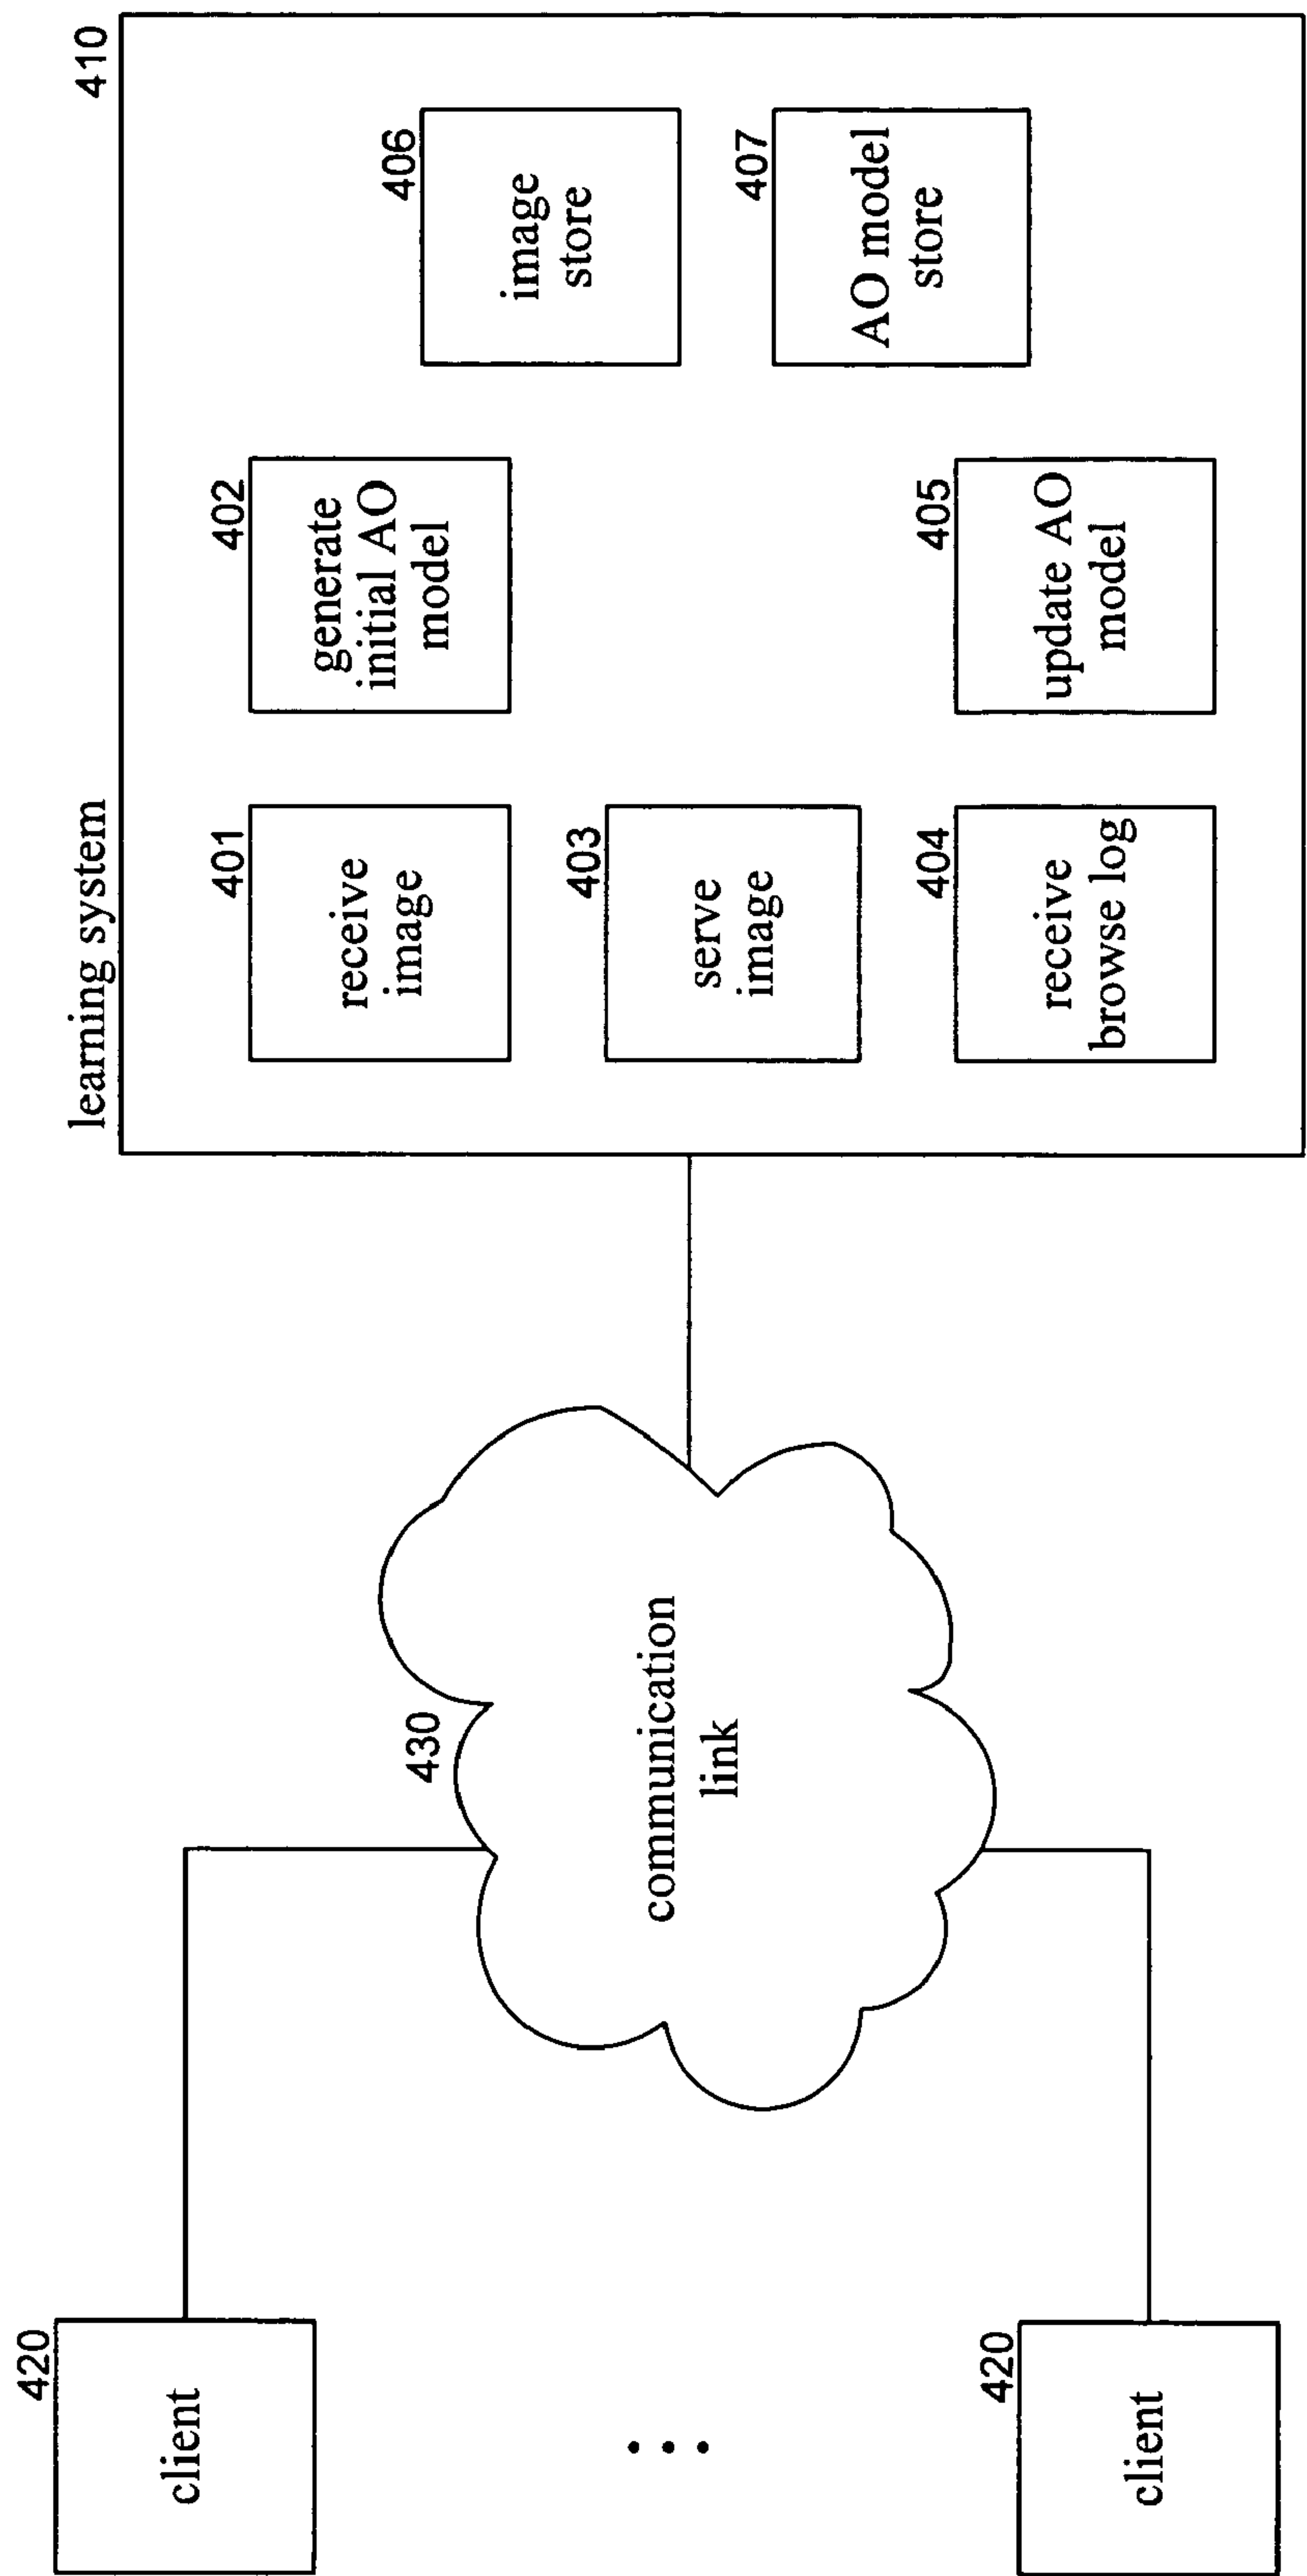 420
client
420
client
430
communication
link
learning system
410
401
receive
image
402
generate
initial AO
model
403
serve
image
404
receive
browse log
405
update AO
model
406
image
store
407
AO model
store